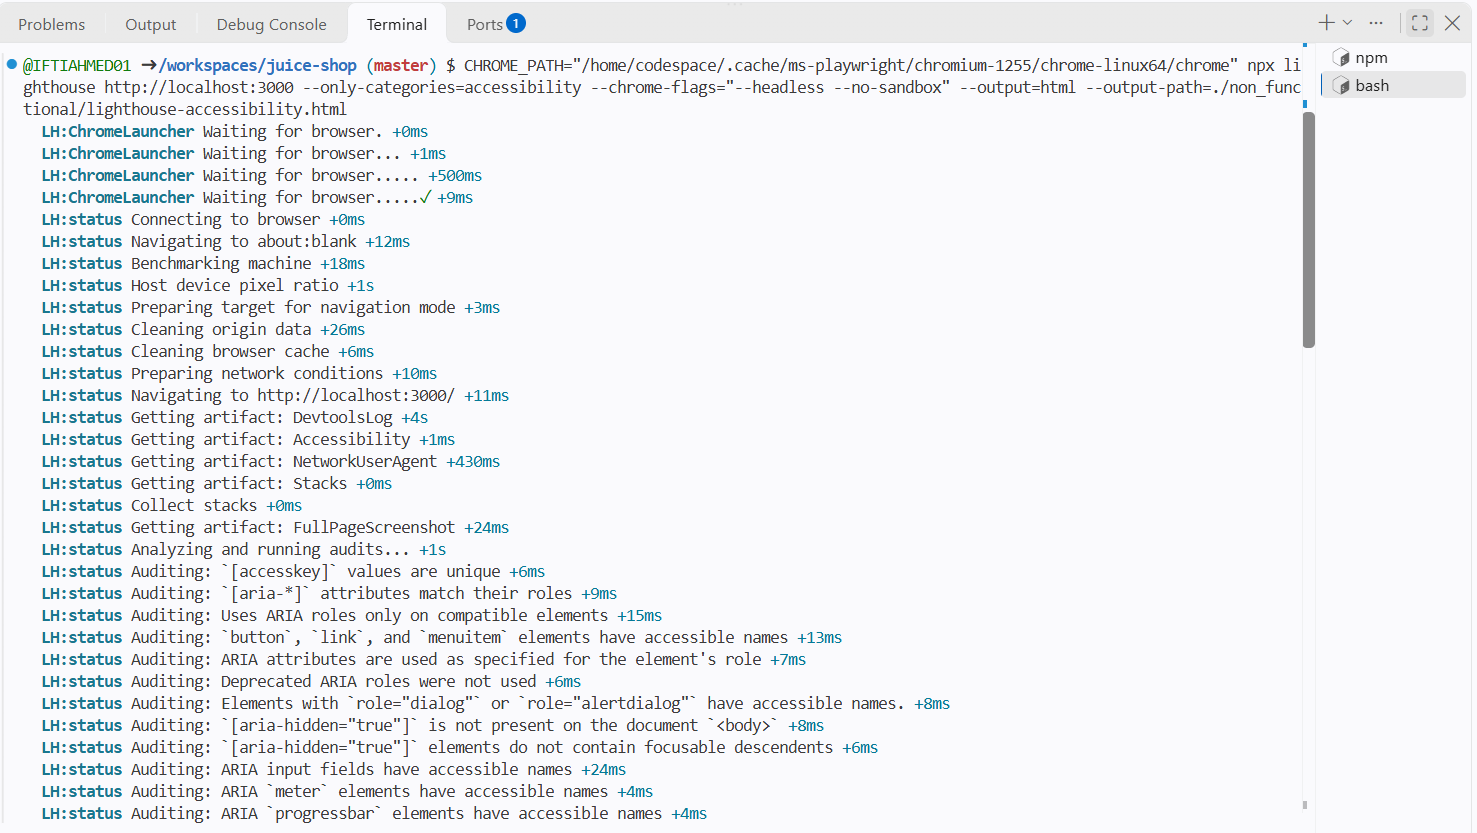 Problems Output Debug Console Terminal Ports 1
@IFTIAHMED01 →/workspaces/juice-shop (master) $ CHROME_PATH="/home/codespace/.cache/ms-playwright/chromium-1255/chrome-linux64/chrome" npx li
ghthouse http://localhost:3000 --only-categories=accessibility --chrome-flags="--headless --no-sandbox" --output=html --output-path=./non_func
tional/lighthouse-accessibility.html
LH:ChromeLauncher Waiting for browser. +0ms
LH:ChromeLauncher Waiting for browser... +1ms
LH:ChromeLauncher Waiting for browser..... +500ms
LH:ChromeLauncher Waiting for browser.....✓ +9ms
LH:status Connecting to browser +0ms
LH:status Navigating to about:blank +12ms
LH:status Benchmarking machine +18ms
LH:status Host device pixel ratio +1s
LH:status Preparing target for navigation mode +3ms
LH:status Cleaning origin data +26ms
LH:status Cleaning browser cache +6ms
LH:status Preparing network conditions +10ms
LH:status Navigating to http://localhost:3000/ +11ms
LH:status Getting artifact: DevtoolsLog +4s
LH:status Getting artifact: Accessibility +1ms
LH:status Getting artifact: NetworkUserAgent +430ms
LH:status Getting artifact: Stacks +0ms
LH:status Collect stacks +0ms
LH:status Getting artifact: FullPageScreenshot +24ms
LH:status Analyzing and running audits... +1s
LH:status Auditing: `[accesskey]` values are unique +6ms
LH:status Auditing: `[aria-*]` attributes match their roles +9ms
LH:status Auditing: Uses ARIA roles only on compatible elements +15ms
LH:status Auditing: `button`, `link`, and `menuitem` elements have accessible names +13ms
LH:status Auditing: ARIA attributes are used as specified for the element's role +7ms
LH:status Auditing: Deprecated ARIA roles were not used +6ms
LH:status Auditing: Elements with `role="dialog"` or `role="alertdialog"` have accessible names. +8ms
LH:status Auditing: `[aria-hidden="true"]` is not present on the document `<body>` +8ms
LH:status Auditing: `[aria-hidden="true"]` elements do not contain focusable descendents +6ms
LH:status Auditing: ARIA input fields have accessible names +24ms
LH:status Auditing: ARIA `meter` elements have accessible names +4ms
LH:status Auditing: ARIA `progressbar` elements have accessible names +4ms
npm
bash